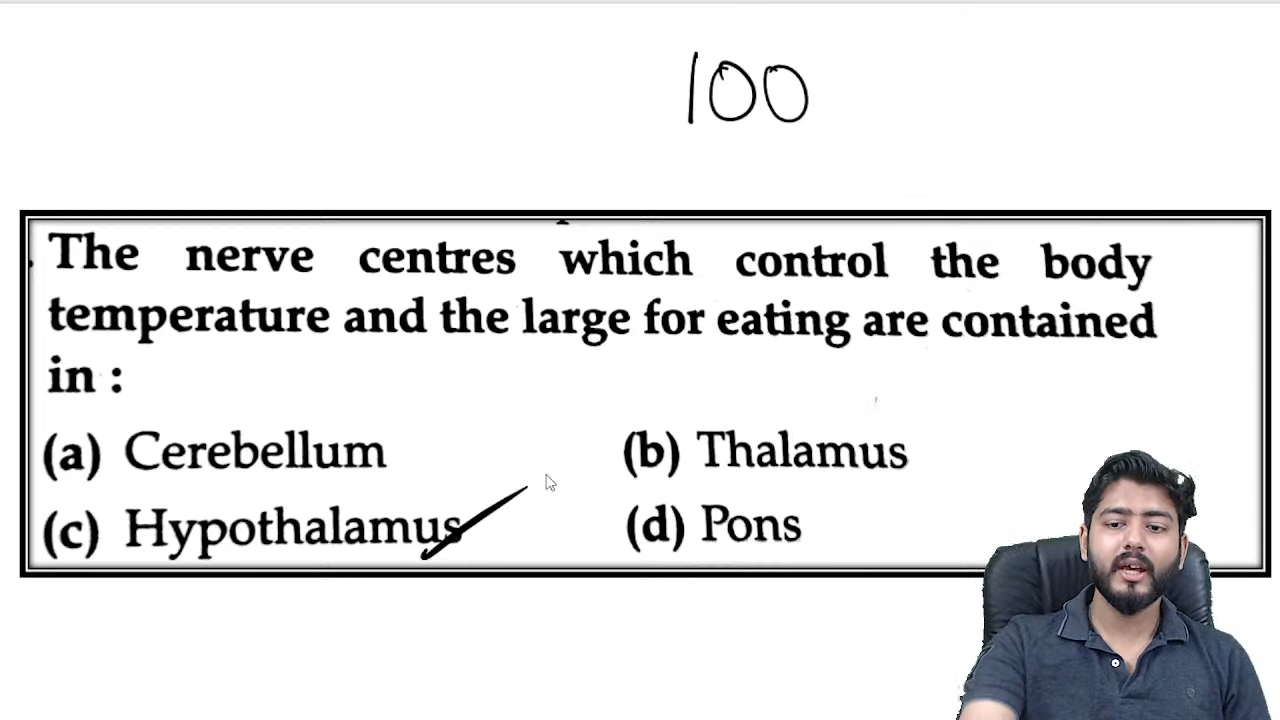 100
. The nerve centres which control the body
temperature and the large for eating are contained
in :
(a) Cerebellum (b) Thalamus
(c) Hypothalamus (d) Pons